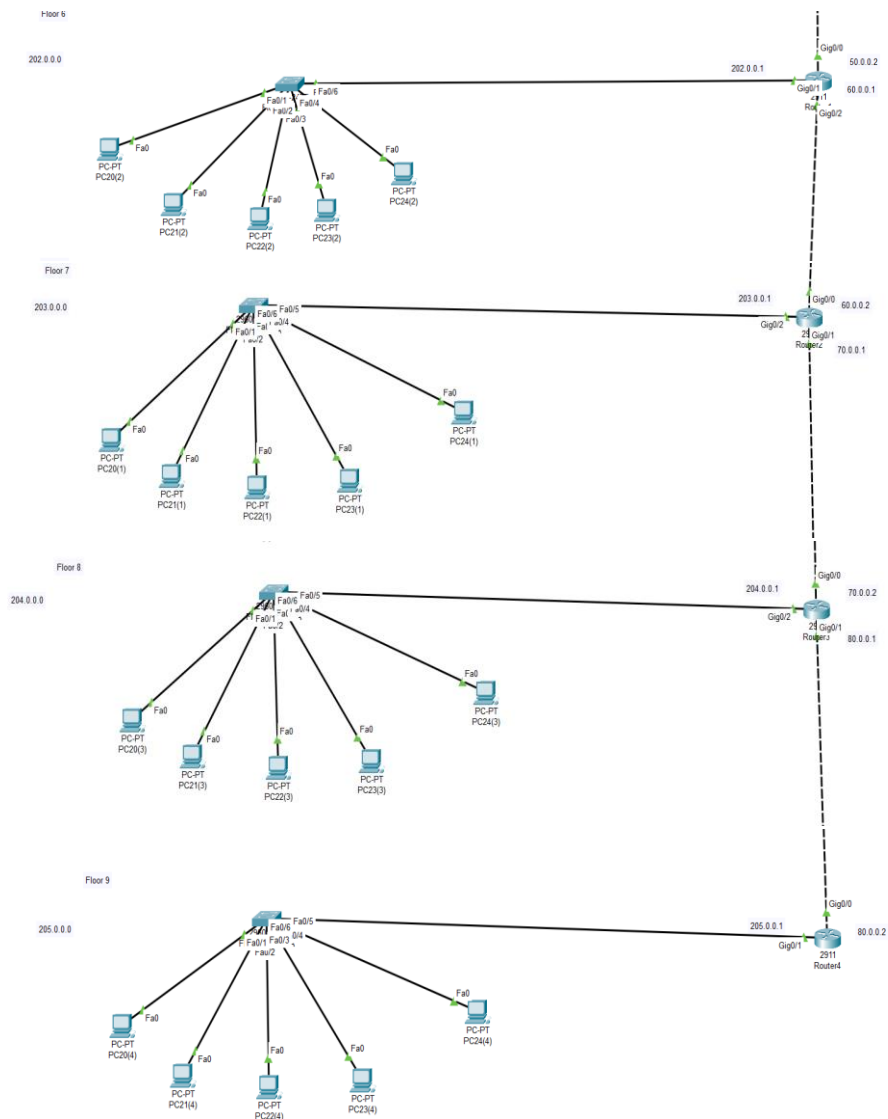 Floor 6
Gig0/0
202.0.0.0
202.0.0.1
50.0.0.2
Fa0/6
Gig0/1
60.0.0.1
Fa0/1
Fa0/4
Fa0/2
Fa0/3
Gig0/2
Fa0
Fa0
Fa0
Fa0
Fa0
PC-PT
PC20(2)
PC-PT
PC24(2)
PC-PT
PC21(2)
PC-PT
PC22(2)
PC-PT
PC23(2)
Floor 7
203.0.0.0
203.0.0.1
Gig0/0
60.0.0.2
Fa0/5
Fa0/6
Fa0/4
Fa0/1
Gig0/2
Gig0/1
Router2
70.0.0.1
Fa0
Fa0
Fa0
Fa0
Fa0
PC-PT
PC24(1)
PC-PT
PC20(1)
PC-PT
PC21(1)
PC-PT
PC22(1)
PC-PT
PC23(1)
Floor 8
204.0.0.0
204.0.0.1
Gig0/0
70.0.0.2
Fa0/5
Fa0/6
Fa0/4
Fa0/1
Gig0/2
Gig0/1
Router3
80.0.0.1
Fa0
Fa0
Fa0
Fa0
Fa0
PC-PT
PC24(3)
PC-PT
PC20(3)
PC-PT
PC21(3)
PC-PT
PC22(3)
PC-PT
PC23(3)
Floor 9
205.0.0.0
205.0.0.1
Gig0/0
80.0.0.2
Fa0/5
Fa0/6
Fa0/1
Fa0/3
Fa0/2
Gig0/1
2911
Router4
Fa0
Fa0
Fa0
Fa0
Fa0
PC-PT
PC24(4)
PC-PT
PC20(4)
PC-PT
PC21(4)
PC-PT
PC22(4)
PC-PT
PC23(4)